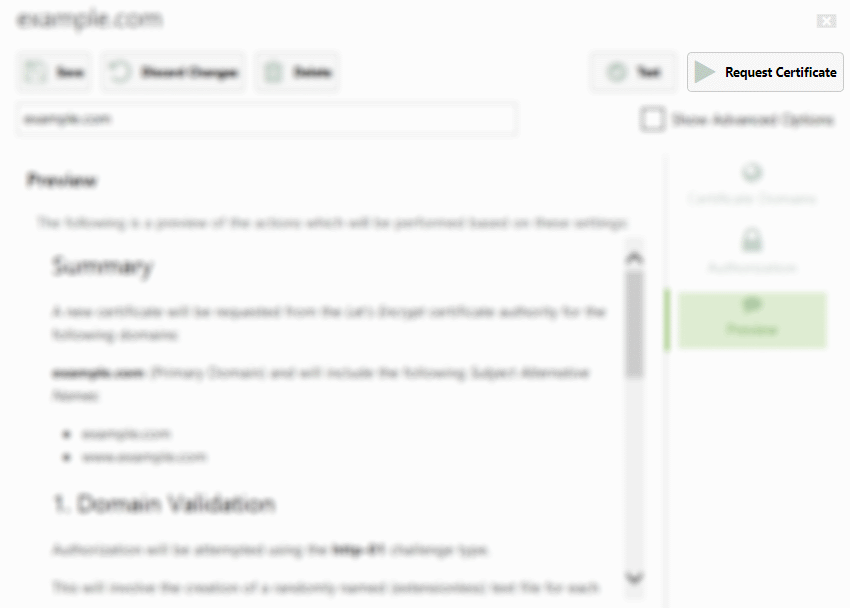 example.com
Save
Discard Changes
Delete
Test
Request Certificate
example.com
Show Advanced Options
Preview
Certificate Domains
The following is a preview of the actions which will be performed based on these settings:
Summary
Authorization
A new certificate will be requested from the Let's Encrypt certificate authority for the
following domains:
Preview
example.com (Primary Domain) and will include the following Subject Alternative
Names:
example.com
www.example.com
1. Domain Validation
Authorization will be attempted using the http-01 challenge type.
This will involve the creation of a randomly named (extensionless) text file for each